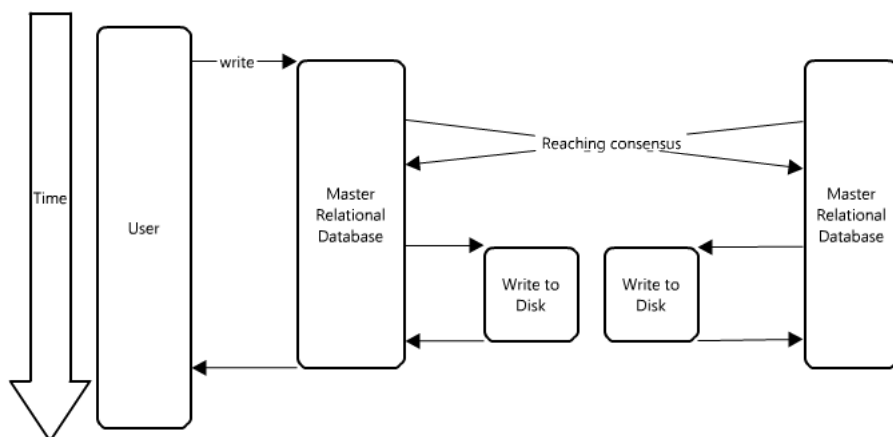 write
Reaching consensus
Time
User
Master
Relational
Database
Master
Relational
Database
Write to
Disk
Write to
Disk